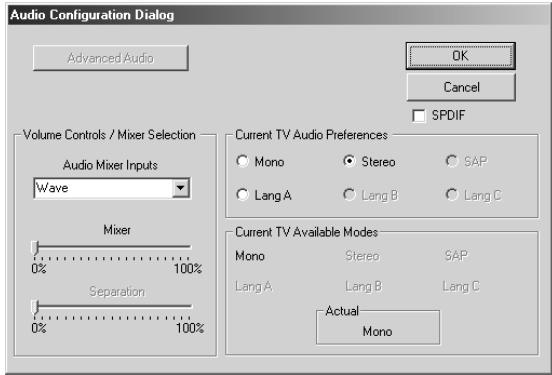 Audio Configuration Dialog
Advanced Audio
OK
Cancel
SPDIF
Volume Controls / Mixer Selection
Audio Mixer Inputs
Wave
Mixer
0% 100%
Separation
0% 100%
Current TV Audio Preferences
Mono Stereo SAP
Lang A Lang B Lang C
Current TV Available Modes
Mono Stereo SAP
Lang A Lang B Lang C
Actual
Mono